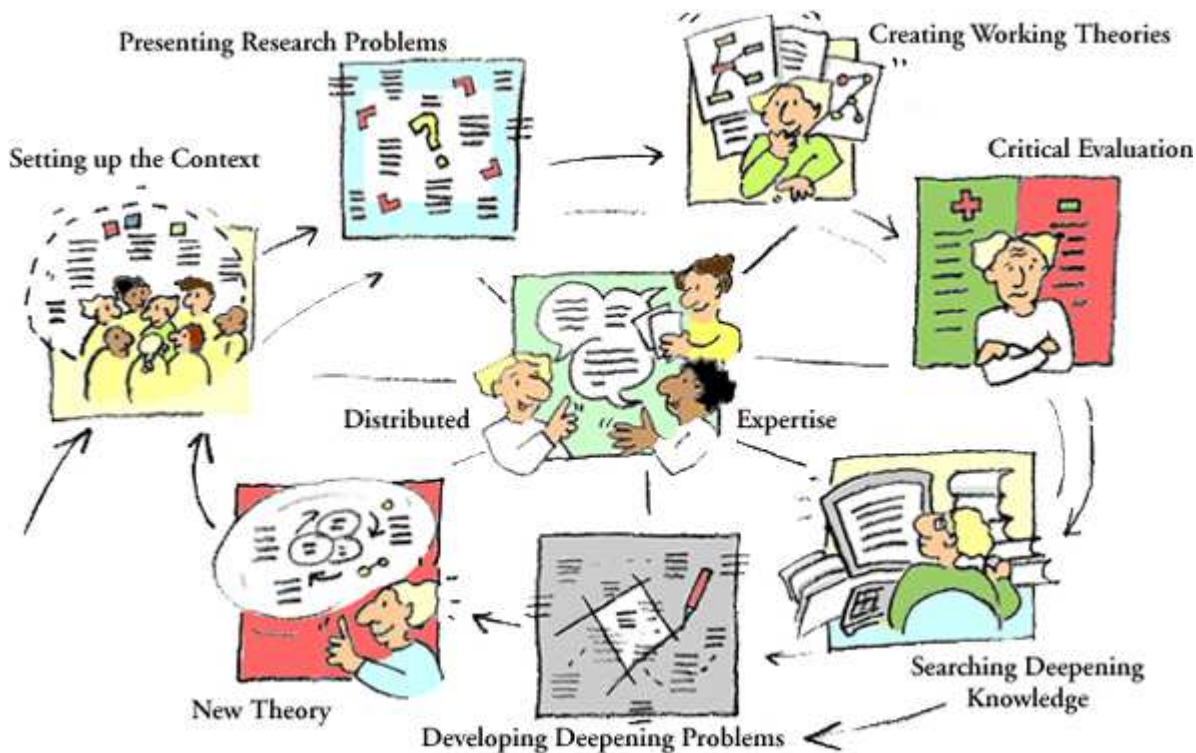 Presenting Research Problems
Creating Working Theories
Setting up the Context
Critical Evaluation
Distributed
Expertise
Searching Deepening
Knowledge
New Theory
Developing Deepening Problems